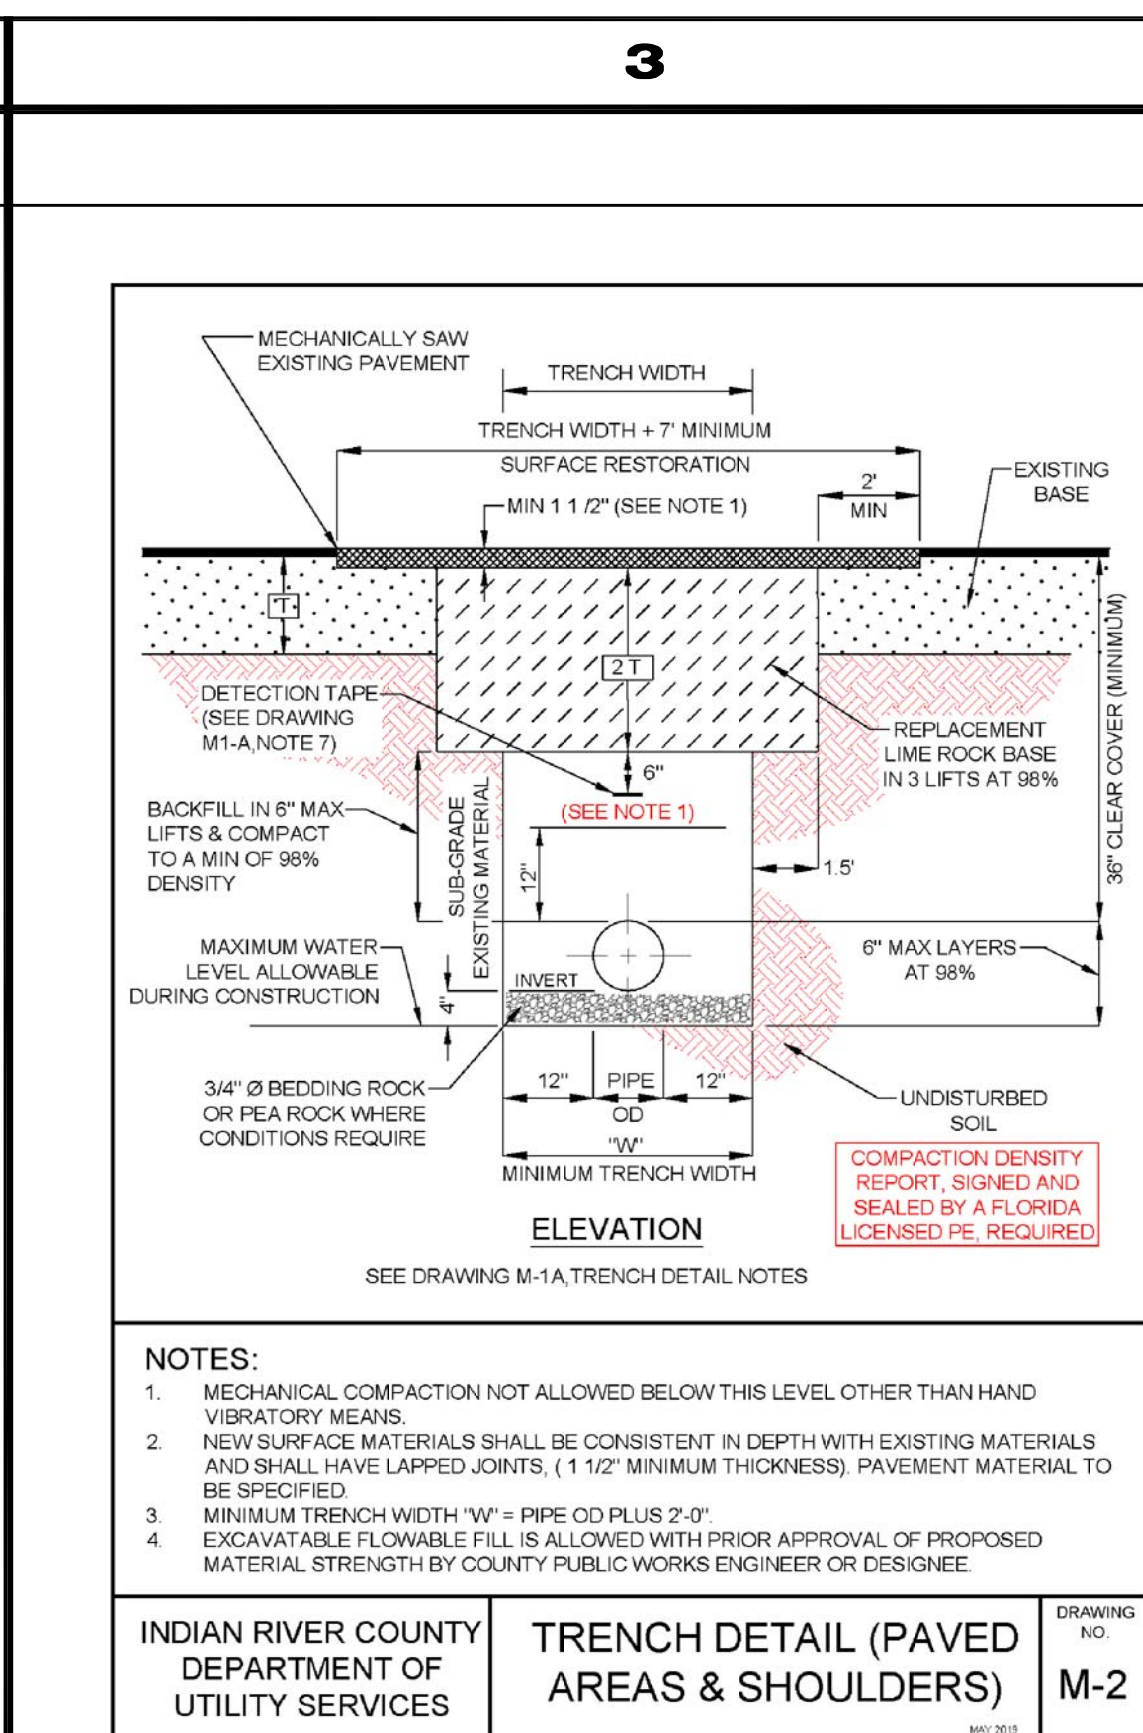 3
MECHANICALLY SAW
EXISTING PAVEMENT
TRENCH WIDTH
TRENCH WIDTH + 7' MINIMUM
SURFACE RESTORATION
2'
MIN
EXISTING
BASE
MIN 1 1 /2" (SEE NOTE 1)
T
2 T
DETECTION TAPE
(SEE DRAWING
M1-A,NOTE 7)
REPLACEMENT
LIME ROCK BASE
IN 3 LIFTS AT 98%
36" CLEAR COVER (MINIMUM)
6"
(SEE NOTE 1)
BACKFILL IN 6" MAX
LIFTS & COMPACT
TO A MIN OF 98%
DENSITY
SUB-GRADE
EXISTING MATERIAL
12"
1.5'
MAXIMUM WATER
LEVEL ALLOWABLE
DURING CONSTRUCTION
6" MAX LAYERS
AT 98%
INVERT
4"
3/4" Ø BEDDING ROCK
OR PEA ROCK WHERE
CONDITIONS REQUIRE
12"
PIPE
OD
12"
"W"
MINIMUM TRENCH WIDTH
UNDISTURBED
SOIL
COMPACTION DENSITY
REPORT, SIGNED AND
SEALED BY A FLORIDA
LICENSED PE, REQUIRED
ELEVATION
SEE DRAWING M-1A,TRENCH DETAIL NOTES
NOTES:
1. MECHANICAL COMPACTION NOT ALLOWED BELOW THIS LEVEL OTHER THAN HAND
VIBRATORY MEANS.
2. NEW SURFACE MATERIALS SHALL BE CONSISTENT IN DEPTH WITH EXISTING MATERIALS
AND SHALL HAVE LAPPED JOINTS, ( 1 1/2" MINIMUM THICKNESS). PAVEMENT MATERIAL TO
BE SPECIFIED.
3. MINIMUM TRENCH WIDTH "W" = PIPE OD PLUS 2'-0".
4. EXCAVATABLE FLOWABLE FILL IS ALLOWED WITH PRIOR APPROVAL OF PROPOSED
MATERIAL STRENGTH BY COUNTY PUBLIC WORKS ENGINEER OR DESIGNEE.
INDIAN RIVER COUNTY
DEPARTMENT OF
UTILITY SERVICES
TRENCH DETAIL (PAVED
AREAS & SHOULDERS)
MAY 2019
DRAWING
NO.
M-2